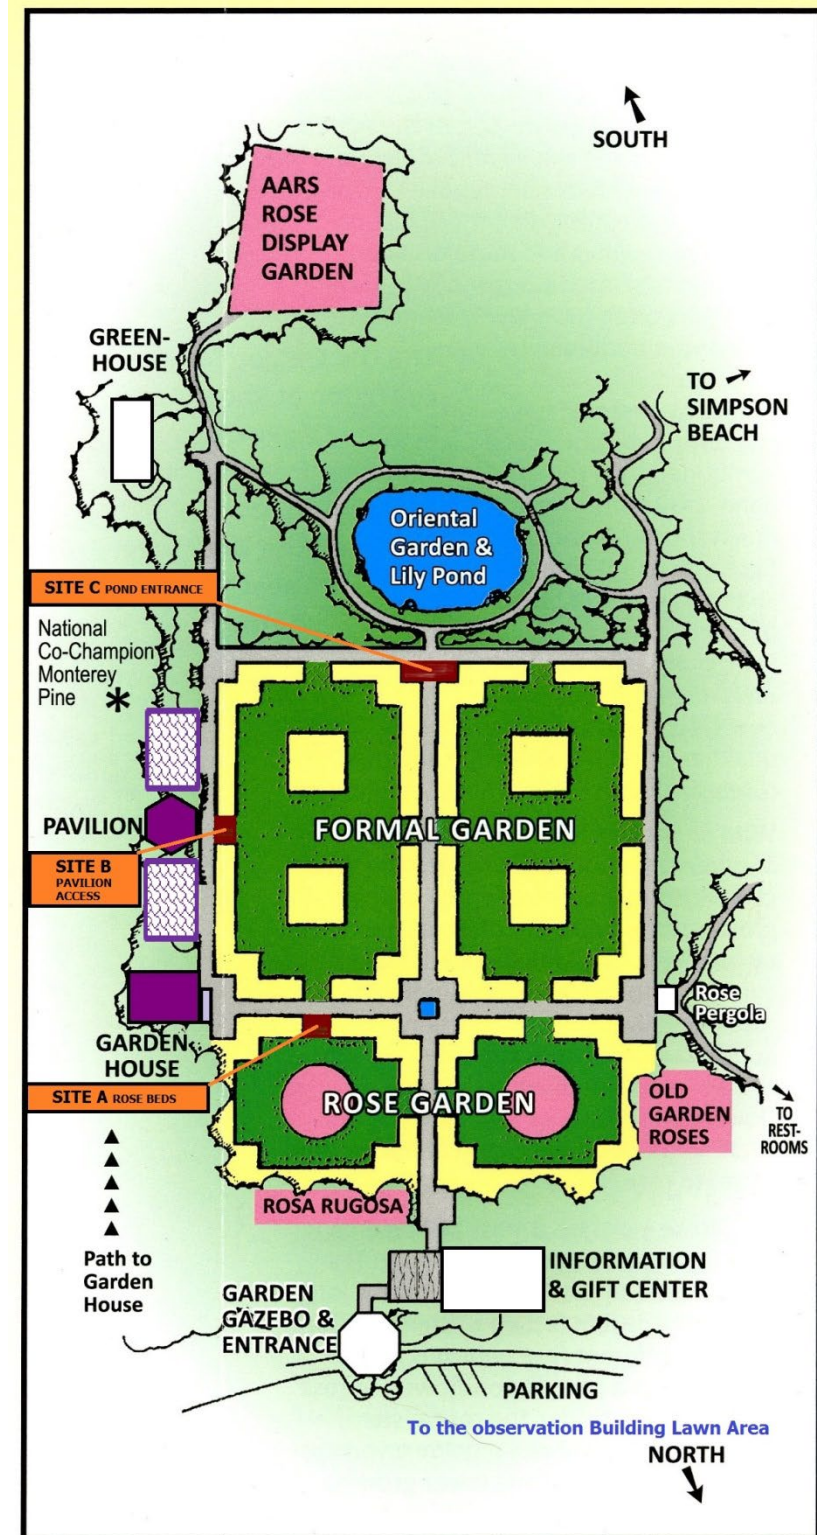 SOUTH
AARS
ROSE
DISPLAY
GARDEN
GREEN-
HOUSE
TO
SIMPSON
BEACH
Oriental
Garden &
Lily Pond
SITE C POND ENTRANCE
National
Co-Champion
Monterey
Pine *
PAVILION
FORMAL GARDEN
SITE B
PAVILION
ACCESS
Rose
Pergola
GARDEN
HOUSE
SITE A ROSE BEDS
ROSE GARDEN
OLD
GARDEN
ROSES
TO
REST-
ROOMS
ROSA RUGOSA
Path to
Garden
House
INFORMATION
& GIFT CENTER
GARDEN
GAZEBO &
ENTRANCE
PARKING
To the observation Building Lawn Area
NORTH